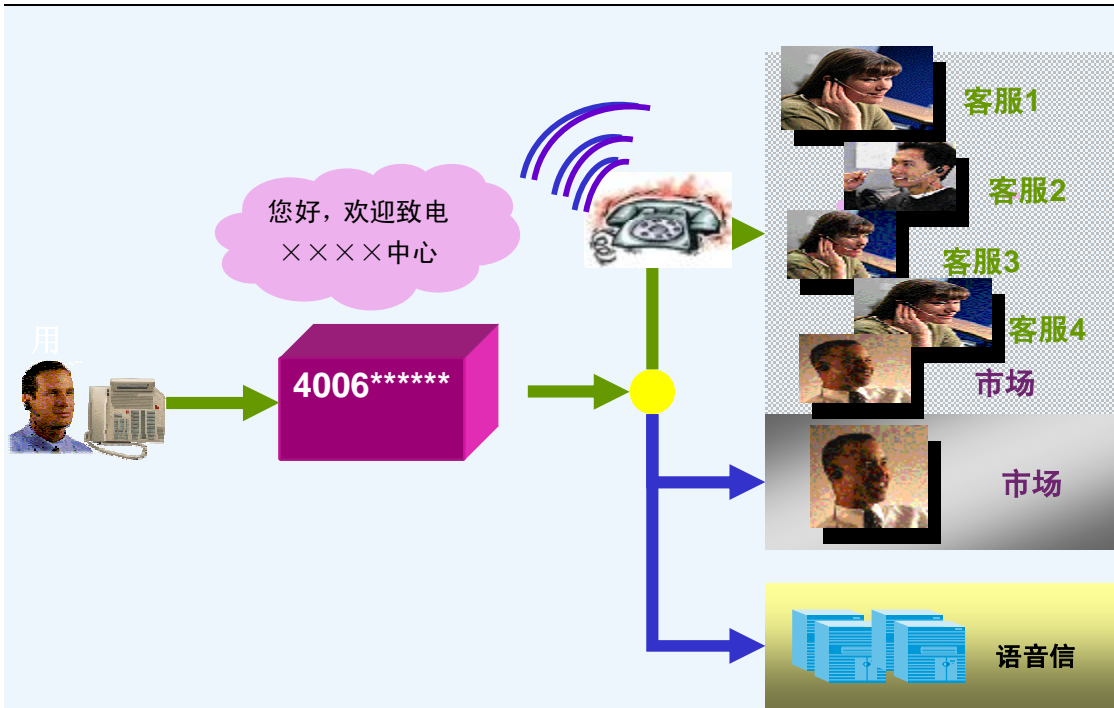 您好，欢迎致电
××××中心
用
4006******
客服1
客服2
客服3
客服4
市场
市场
语音信